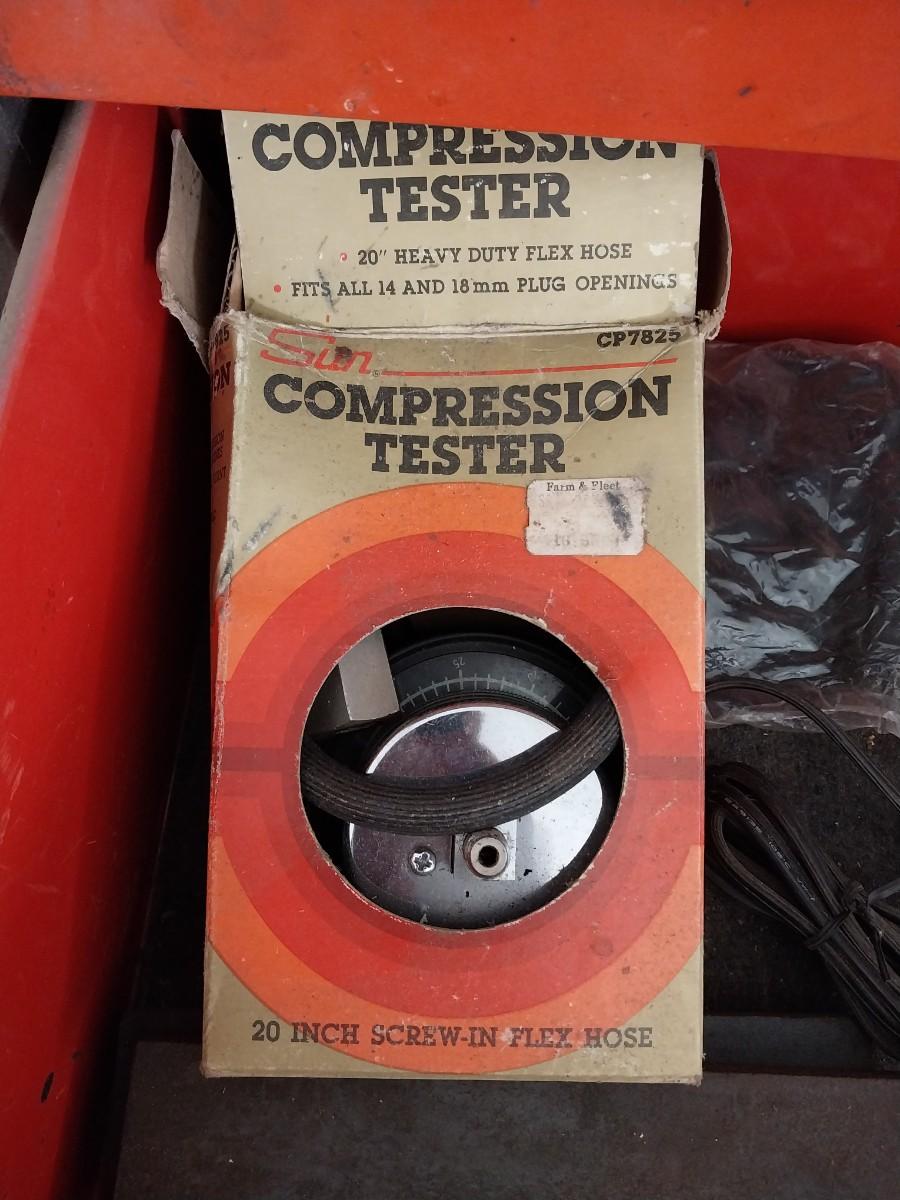 COMPRESSION
TESTER
• 20" HEAVY DUTY FLEX HOSE
• FITS ALL 14 AND 18mm PLUG OPENINGS
Sun
CP7825
COMPRESSION
TESTER
Farm & Fleet
25
20 INCH SCREW-IN FLEX HOSE